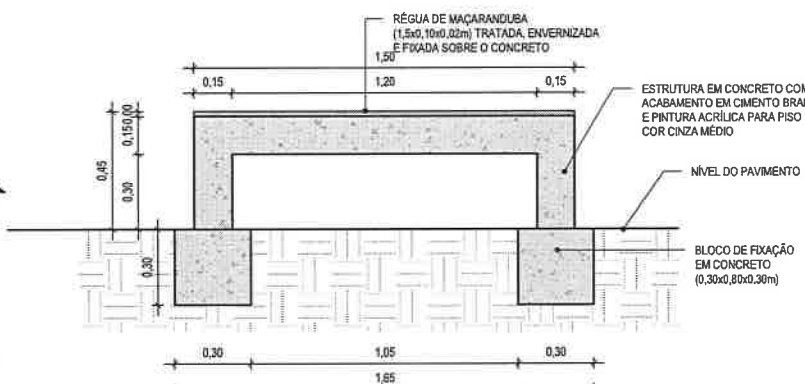 RÉGUA DE MAÇARANDUBA
(1,5x0,10x0,02m) TRATADA, ENVERNIZADA
E FIXADA SOBRE O CONCRETO
1,50
0,15 1,20 0,15
ESTRUTURA EM CONCRETO COM
ACABAMENTO EM CIMENTO BRAN
E PINTURA ACRÍLICA PARA PISO
COR CINZA MÉDIO
0,45
0,15 0,00
0,30
NÍVEL DO PAVIMENTO
0,30
BLOCO DE FIXAÇÃO
EM CONCRETO
(0,30x0,80x0,30m)
0,30 1,05 0,30
1,65